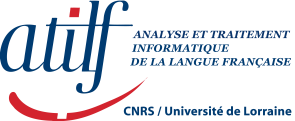 atilf
ANALYSE ET TRAITEMENT
INFORMATIQUE
DE LA LANGUE FRANÇAISE
CNRS / Université de Lorraine